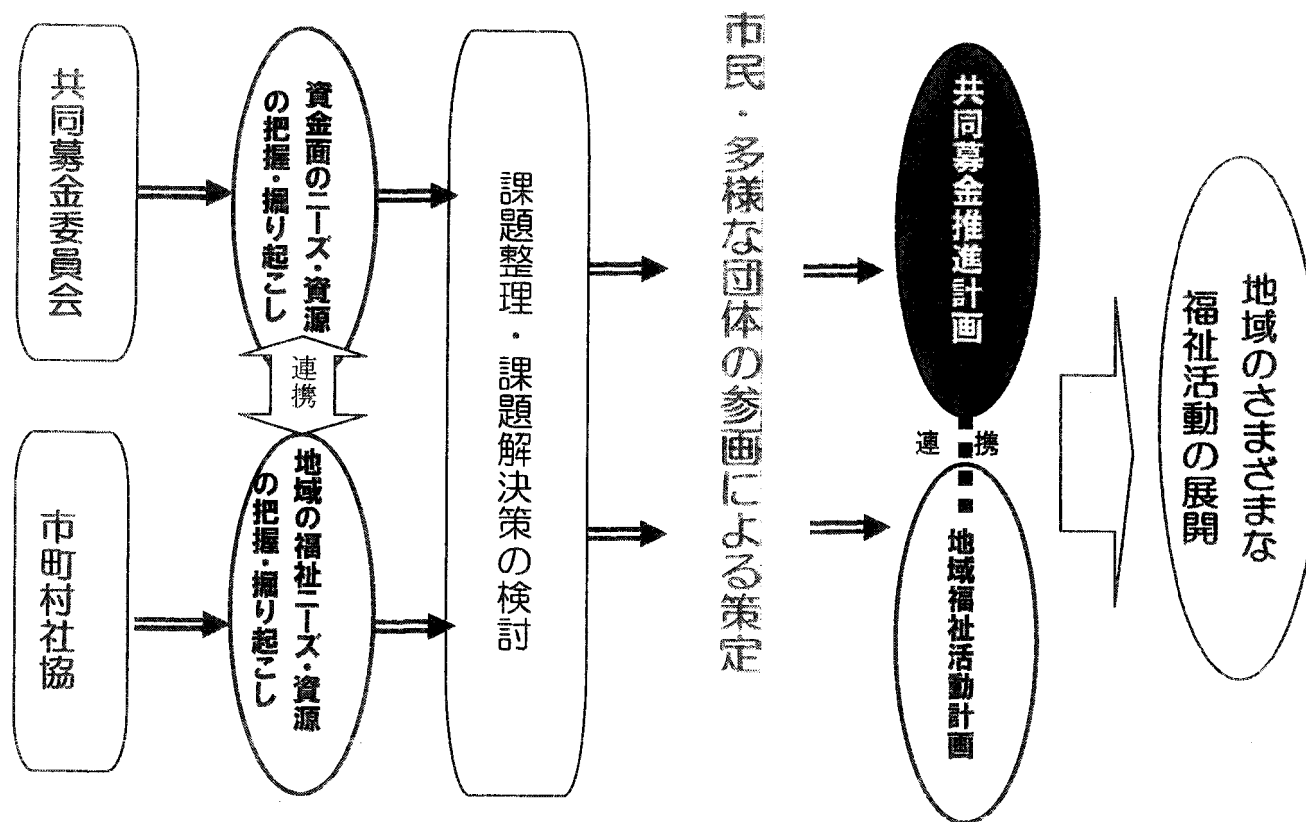 共同募金委員会
資金面のニーズ・資源
の把握・掘り起こし
連携
市町村社協
地域の福祉ニーズ・資源
の把握・掘り起こし
課題整理・課題解決策の検討
市民・多様な団体の参画による策定
共同募金推進計画
連携
地域福祉活動計画
地域のさまざまな
福祉活動の展開